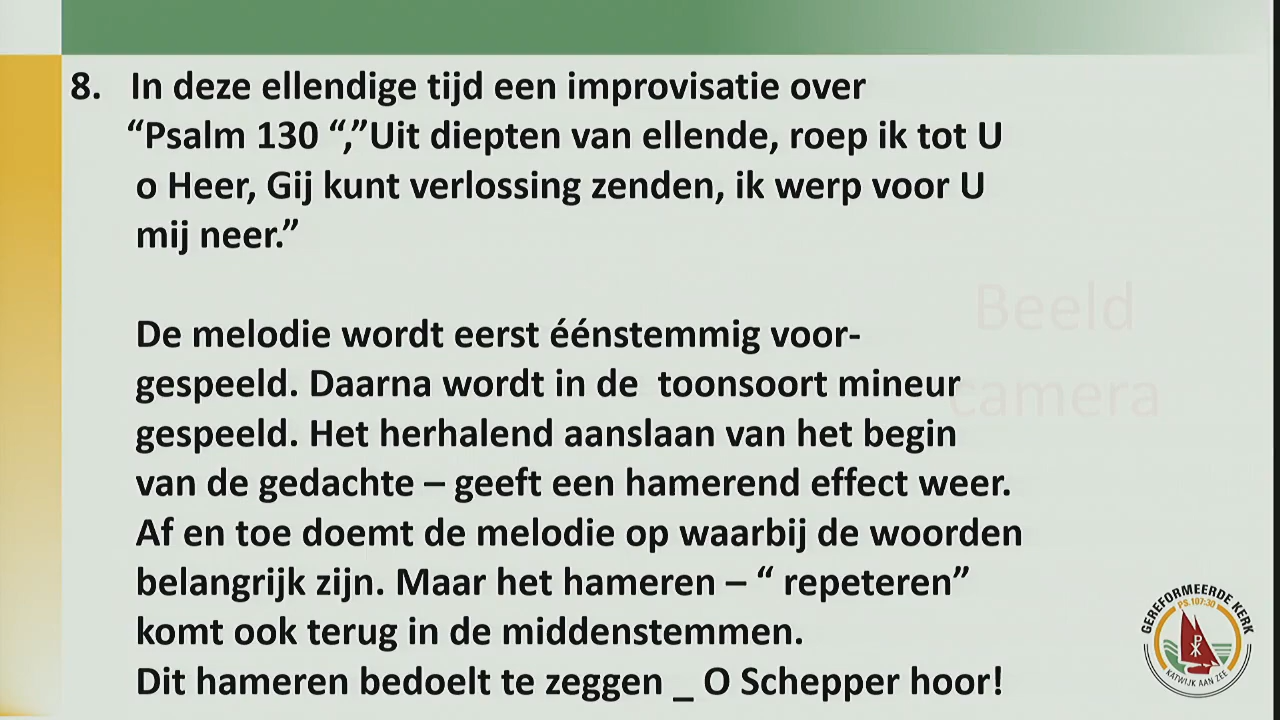 8. In deze ellendige tijd een improvisatie over
“Psalm 130 “,”Uit diepten van ellende, roep ik tot U
o Heer, Gij kunt verlossing zenden, ik werp voor U
mij neer.”
De melodie wordt eerst éénstemmig voor-
gespeeld. Daarna wordt in de  toonsoort mineur
gespeeld. Het herhalend aanslaan van het begin
van de gedachte – geeft een hamerend effect weer.
Af en toe doemt de melodie op waarbij de woorden
belangrijk zijn. Maar het hameren – “ repeteren”
komt ook terug in de middenstemmen.
Dit hameren bedoelt te zeggen _ O Schepper hoor!
Beeld
camera
GEREFORMEERDE KERK
PS.107:30
KATWIJK AAN ZEE